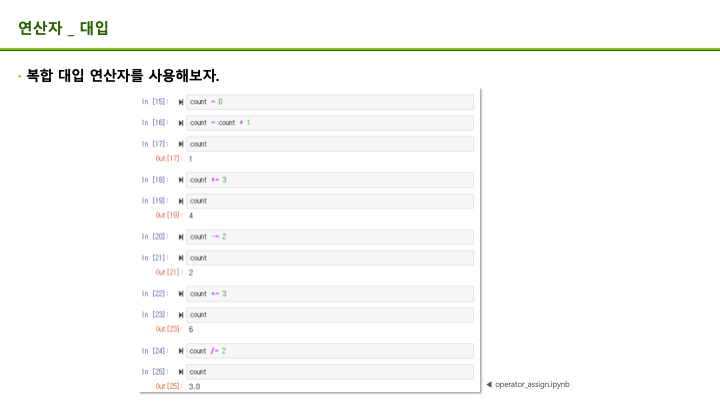 연산자 _ 대입
• 복합 대입 연산자를 사용해보자.
In [15]: count = 0
In [16]: count = count + 1
In [17]: count
Out[17]: 1
In [18]: count += 3
In [19]: count
Out[19]: 4
In [20]: count -= 2
In [21]: count
Out[21]: 2
In [22]: count *= 3
In [23]: count
Out[23]: 6
In [24]: count /= 2
In [25]: count
Out[25]: 3.0
◀ operator_assign.ipynb